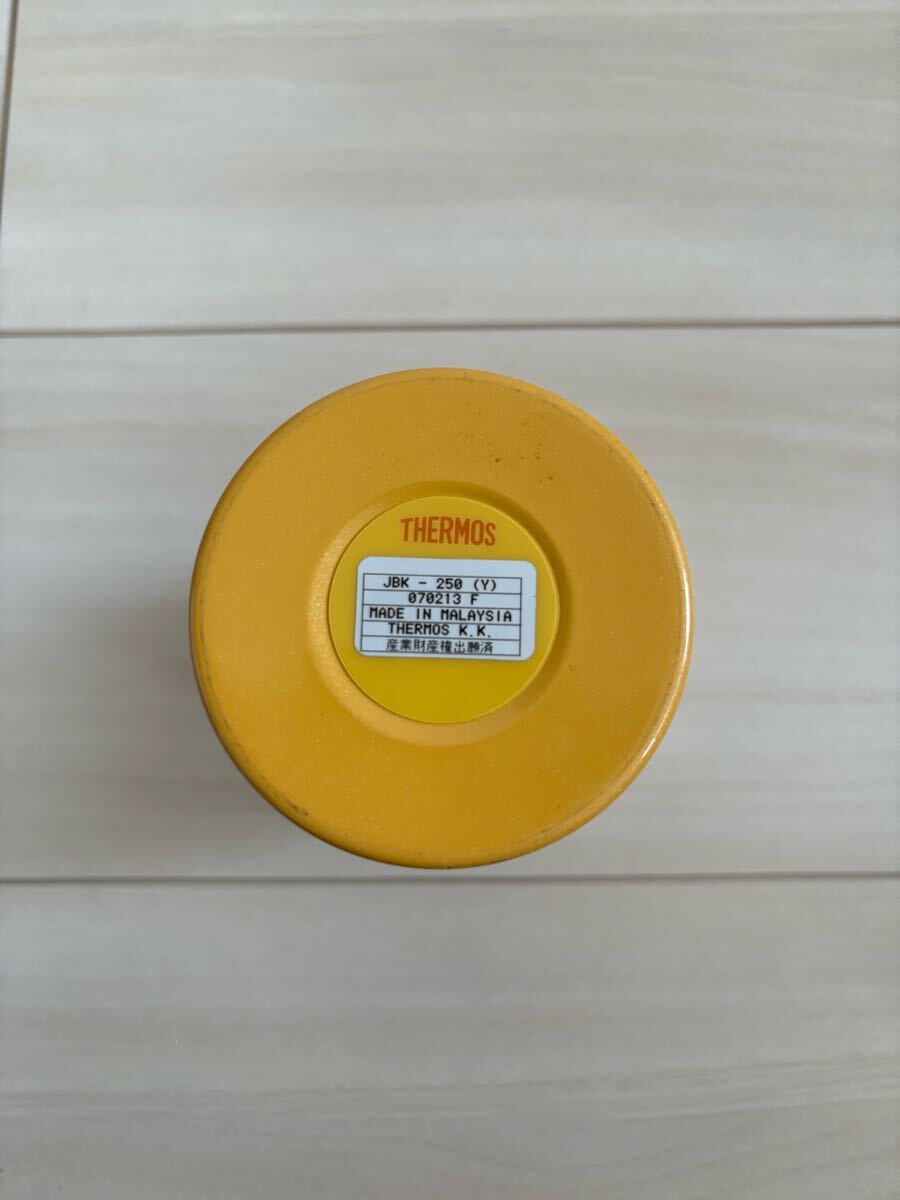 THERMOS
JBK - 250 (Y)
070213 F
MADE IN MALAYSIA
THERMOS K.K.
産業財産権出願済